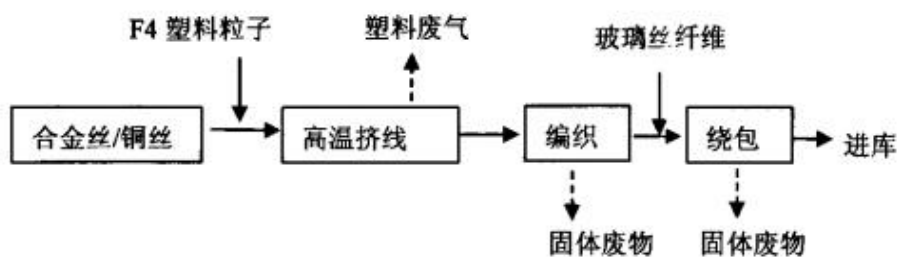 F4 塑料粒子
塑料废气
玻璃丝纤维
合金丝/铜丝
高温挤线
编织
绕包
进库
固体废物
固体废物